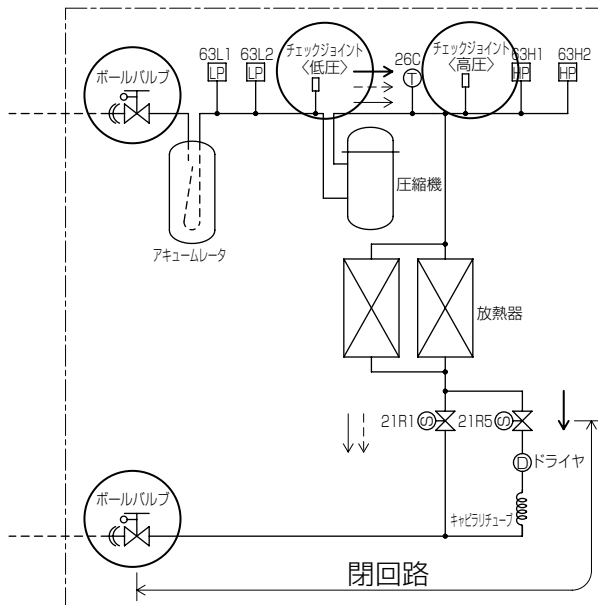 ボールバルブ
63L1
63L2
LP
LP
チェックジョイント
〈低圧〉
26C
T
チェックジョイント
〈高圧〉
63H1
63H2
HP
HP
アキュームレータ
圧縮機
放熱器
21R1
S
21R5
S
D
ドライヤ
キャピラリチューブ
ボールバルブ
閉回路